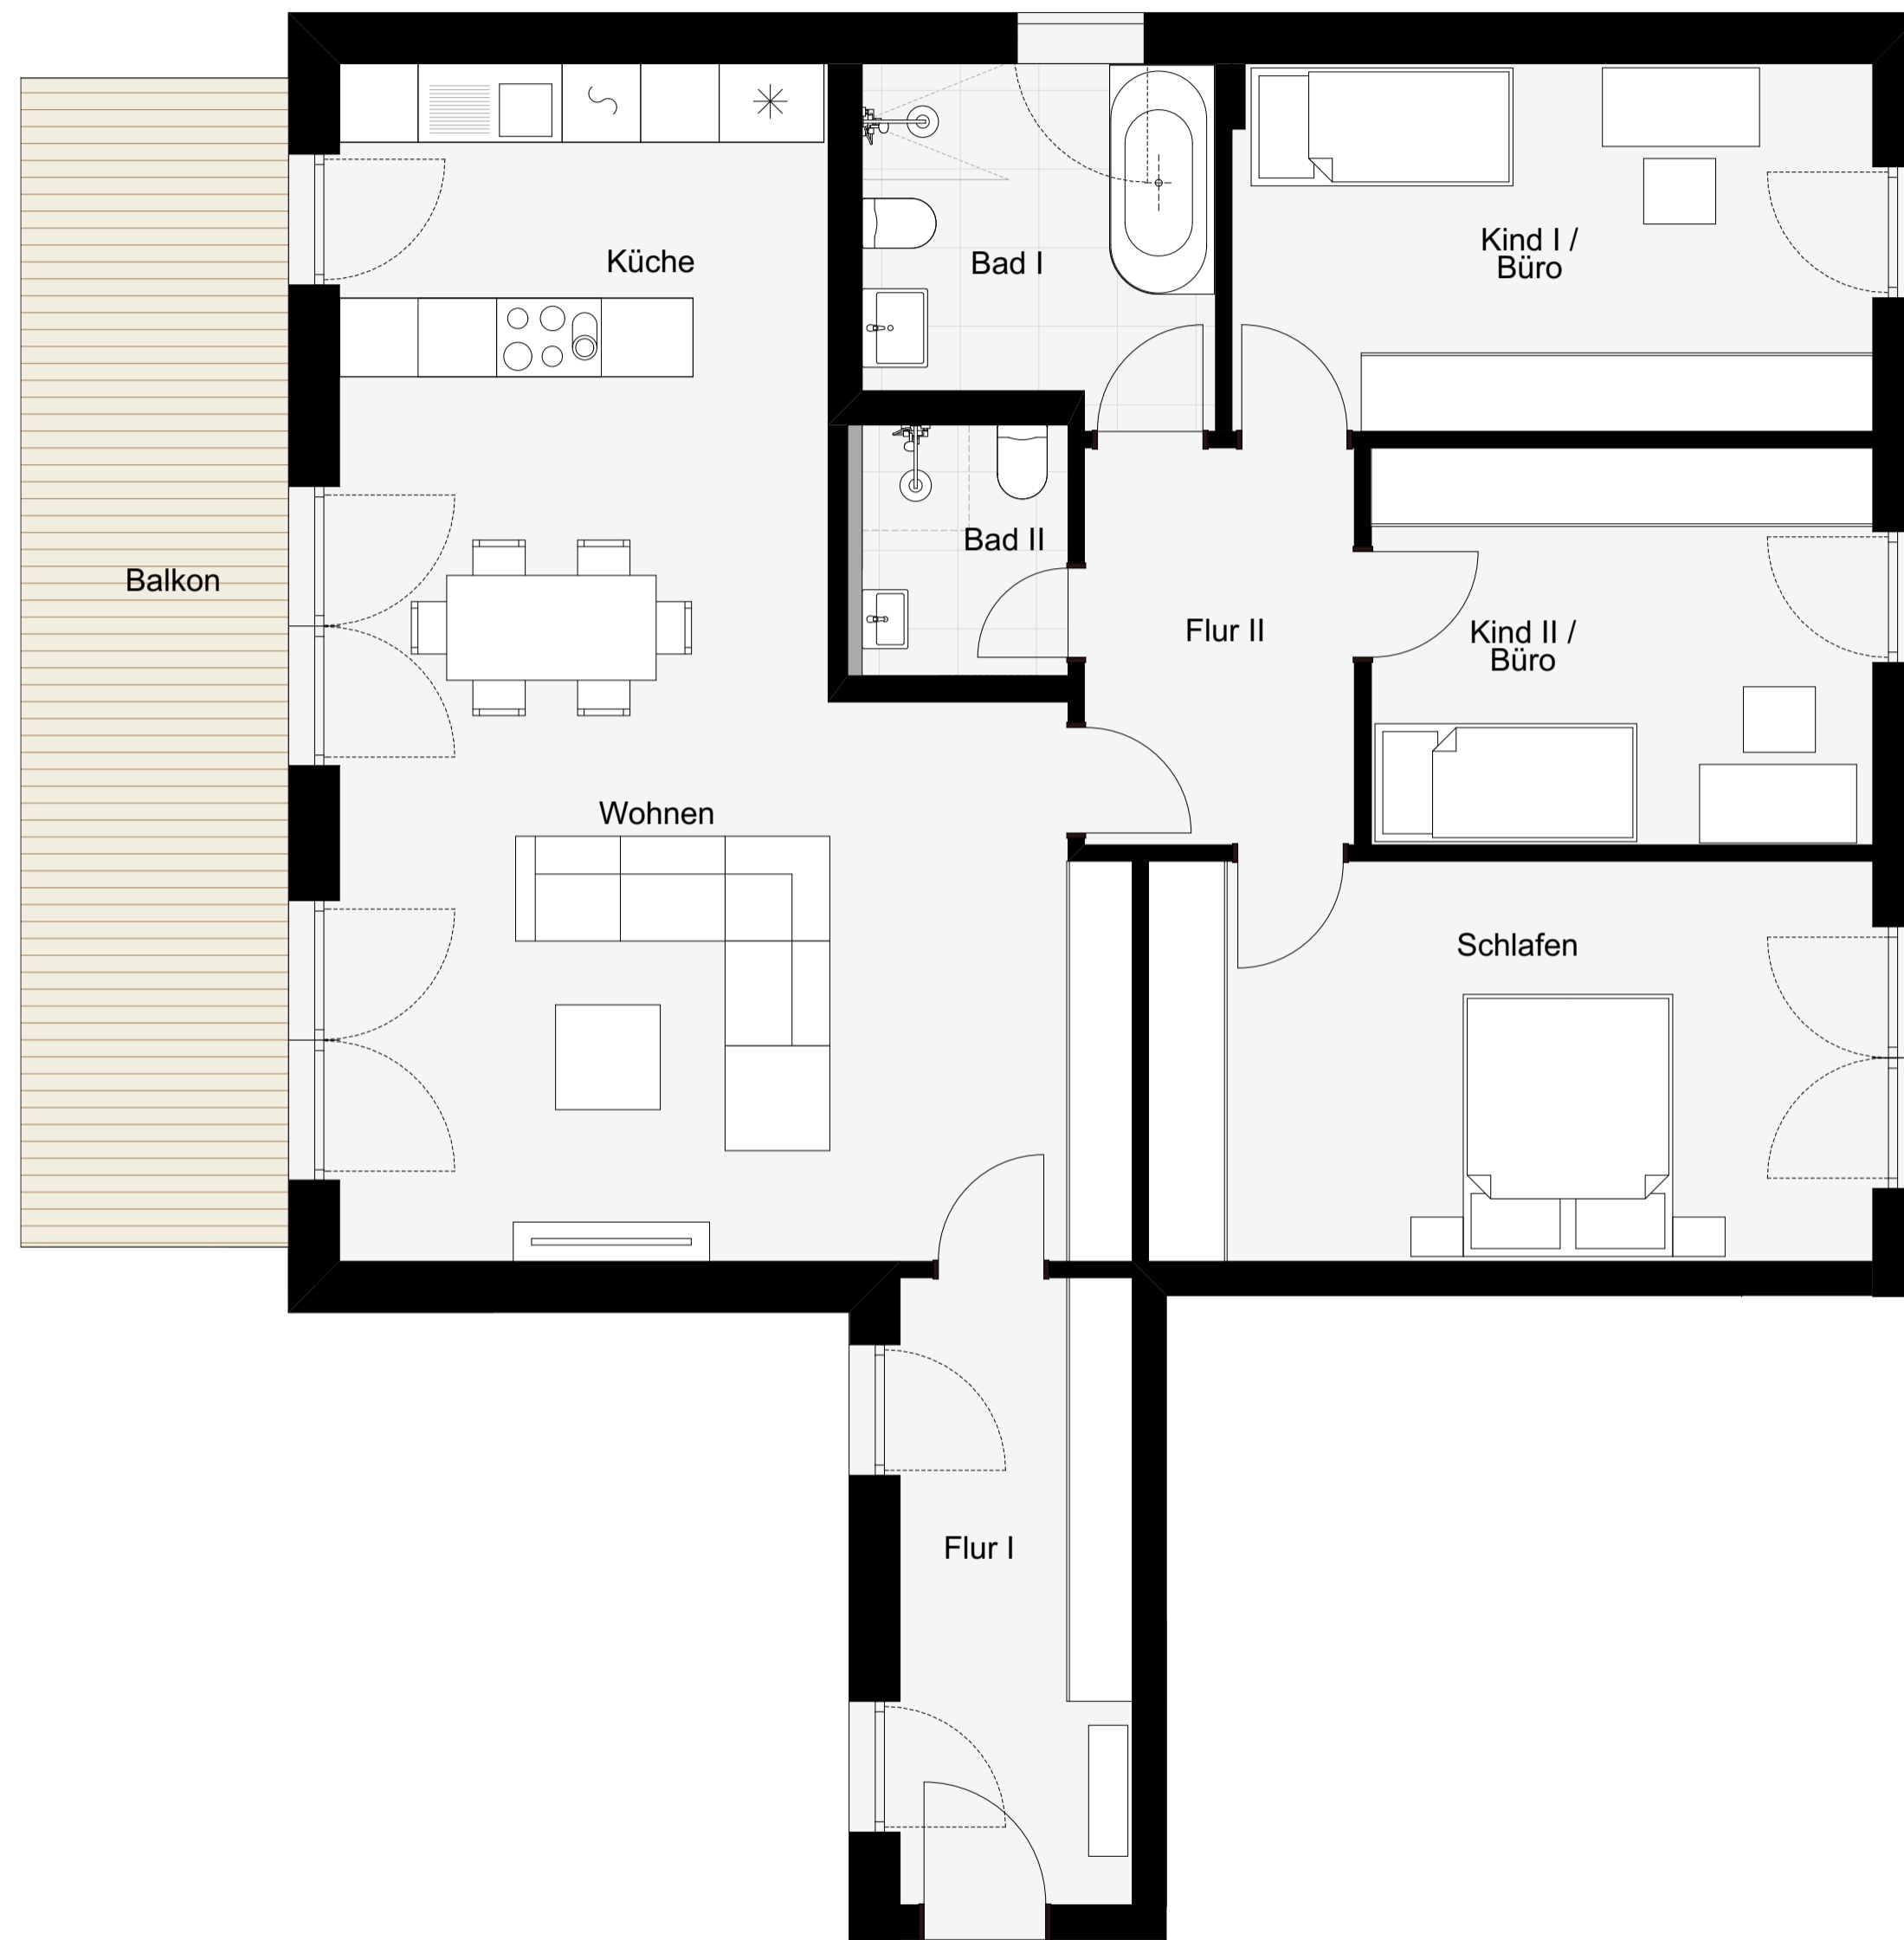 Küche
Bad I
Kind I /
Büro
Bad II
Balkon
Flur II
Kind II /
Büro
Wohnen
Schlafen
Flur I